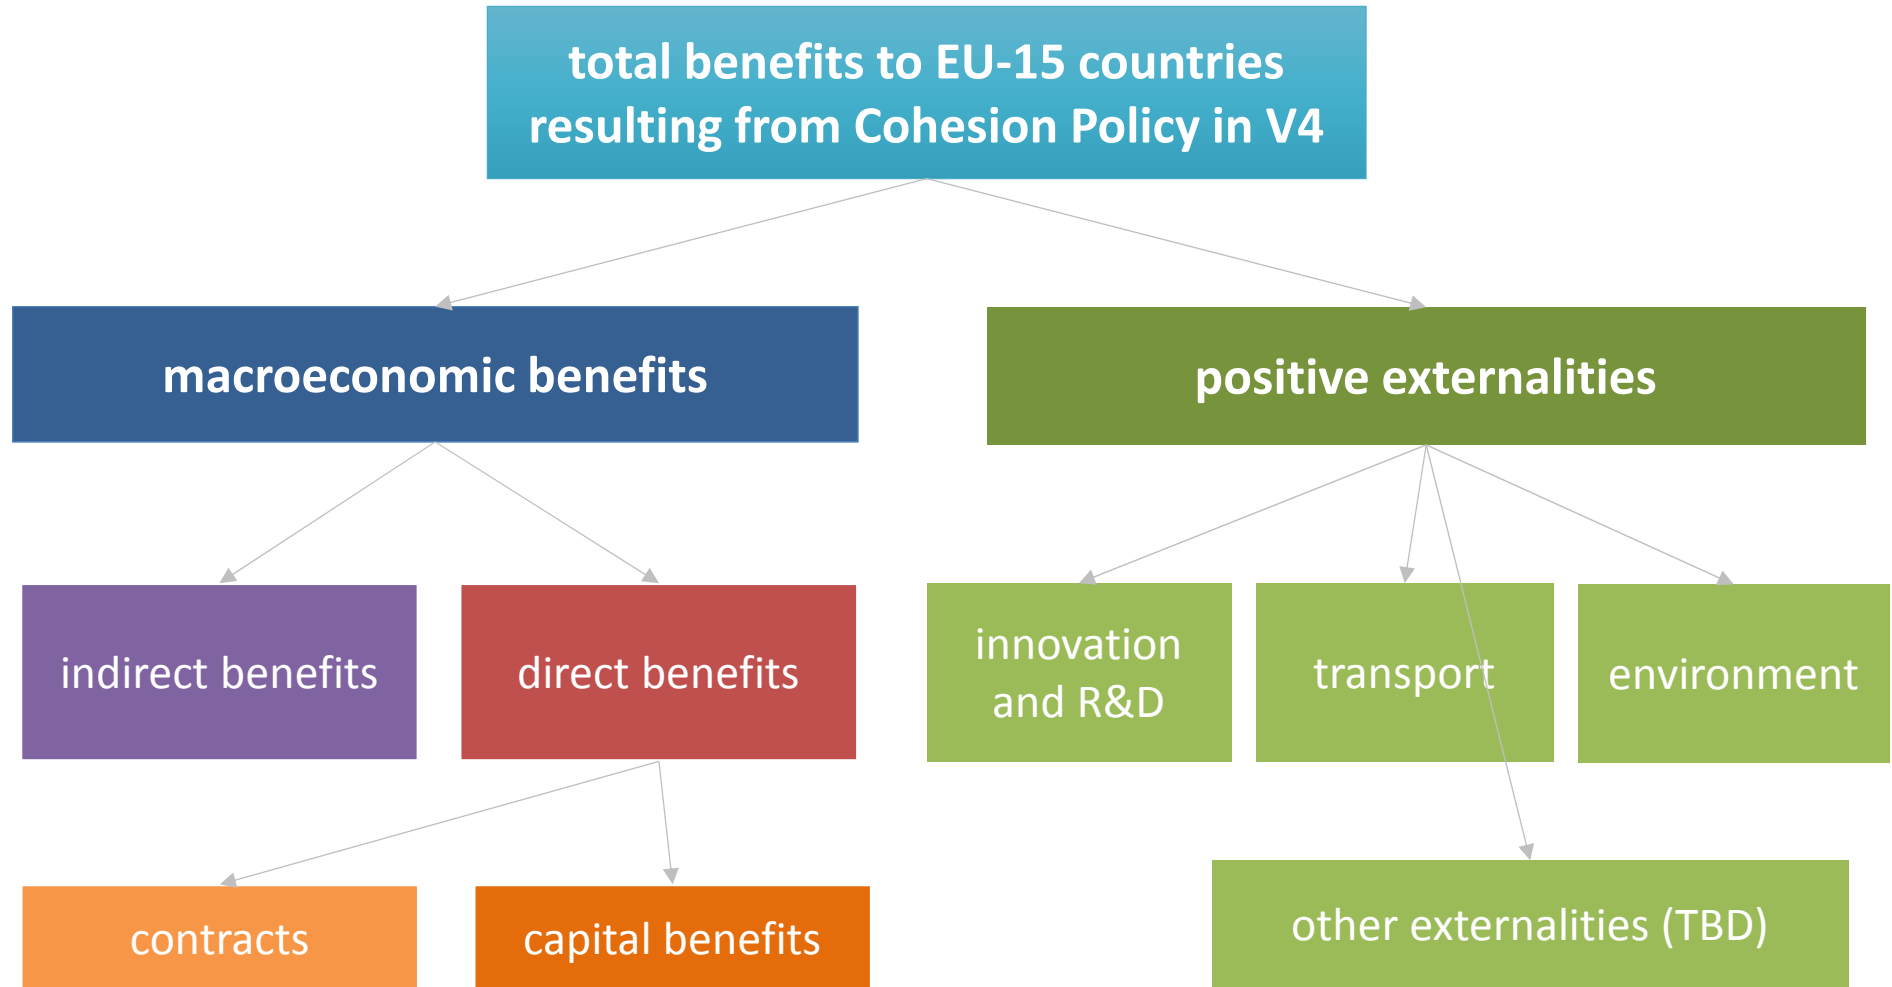 total benefits to EU-15 countries
resulting from Cohesion Policy in V4
macroeconomic benefits
positive externalities
indirect benefits
direct benefits
innovation
and R&D
transport
environment
contracts
capital benefits
other externalities (TBD)